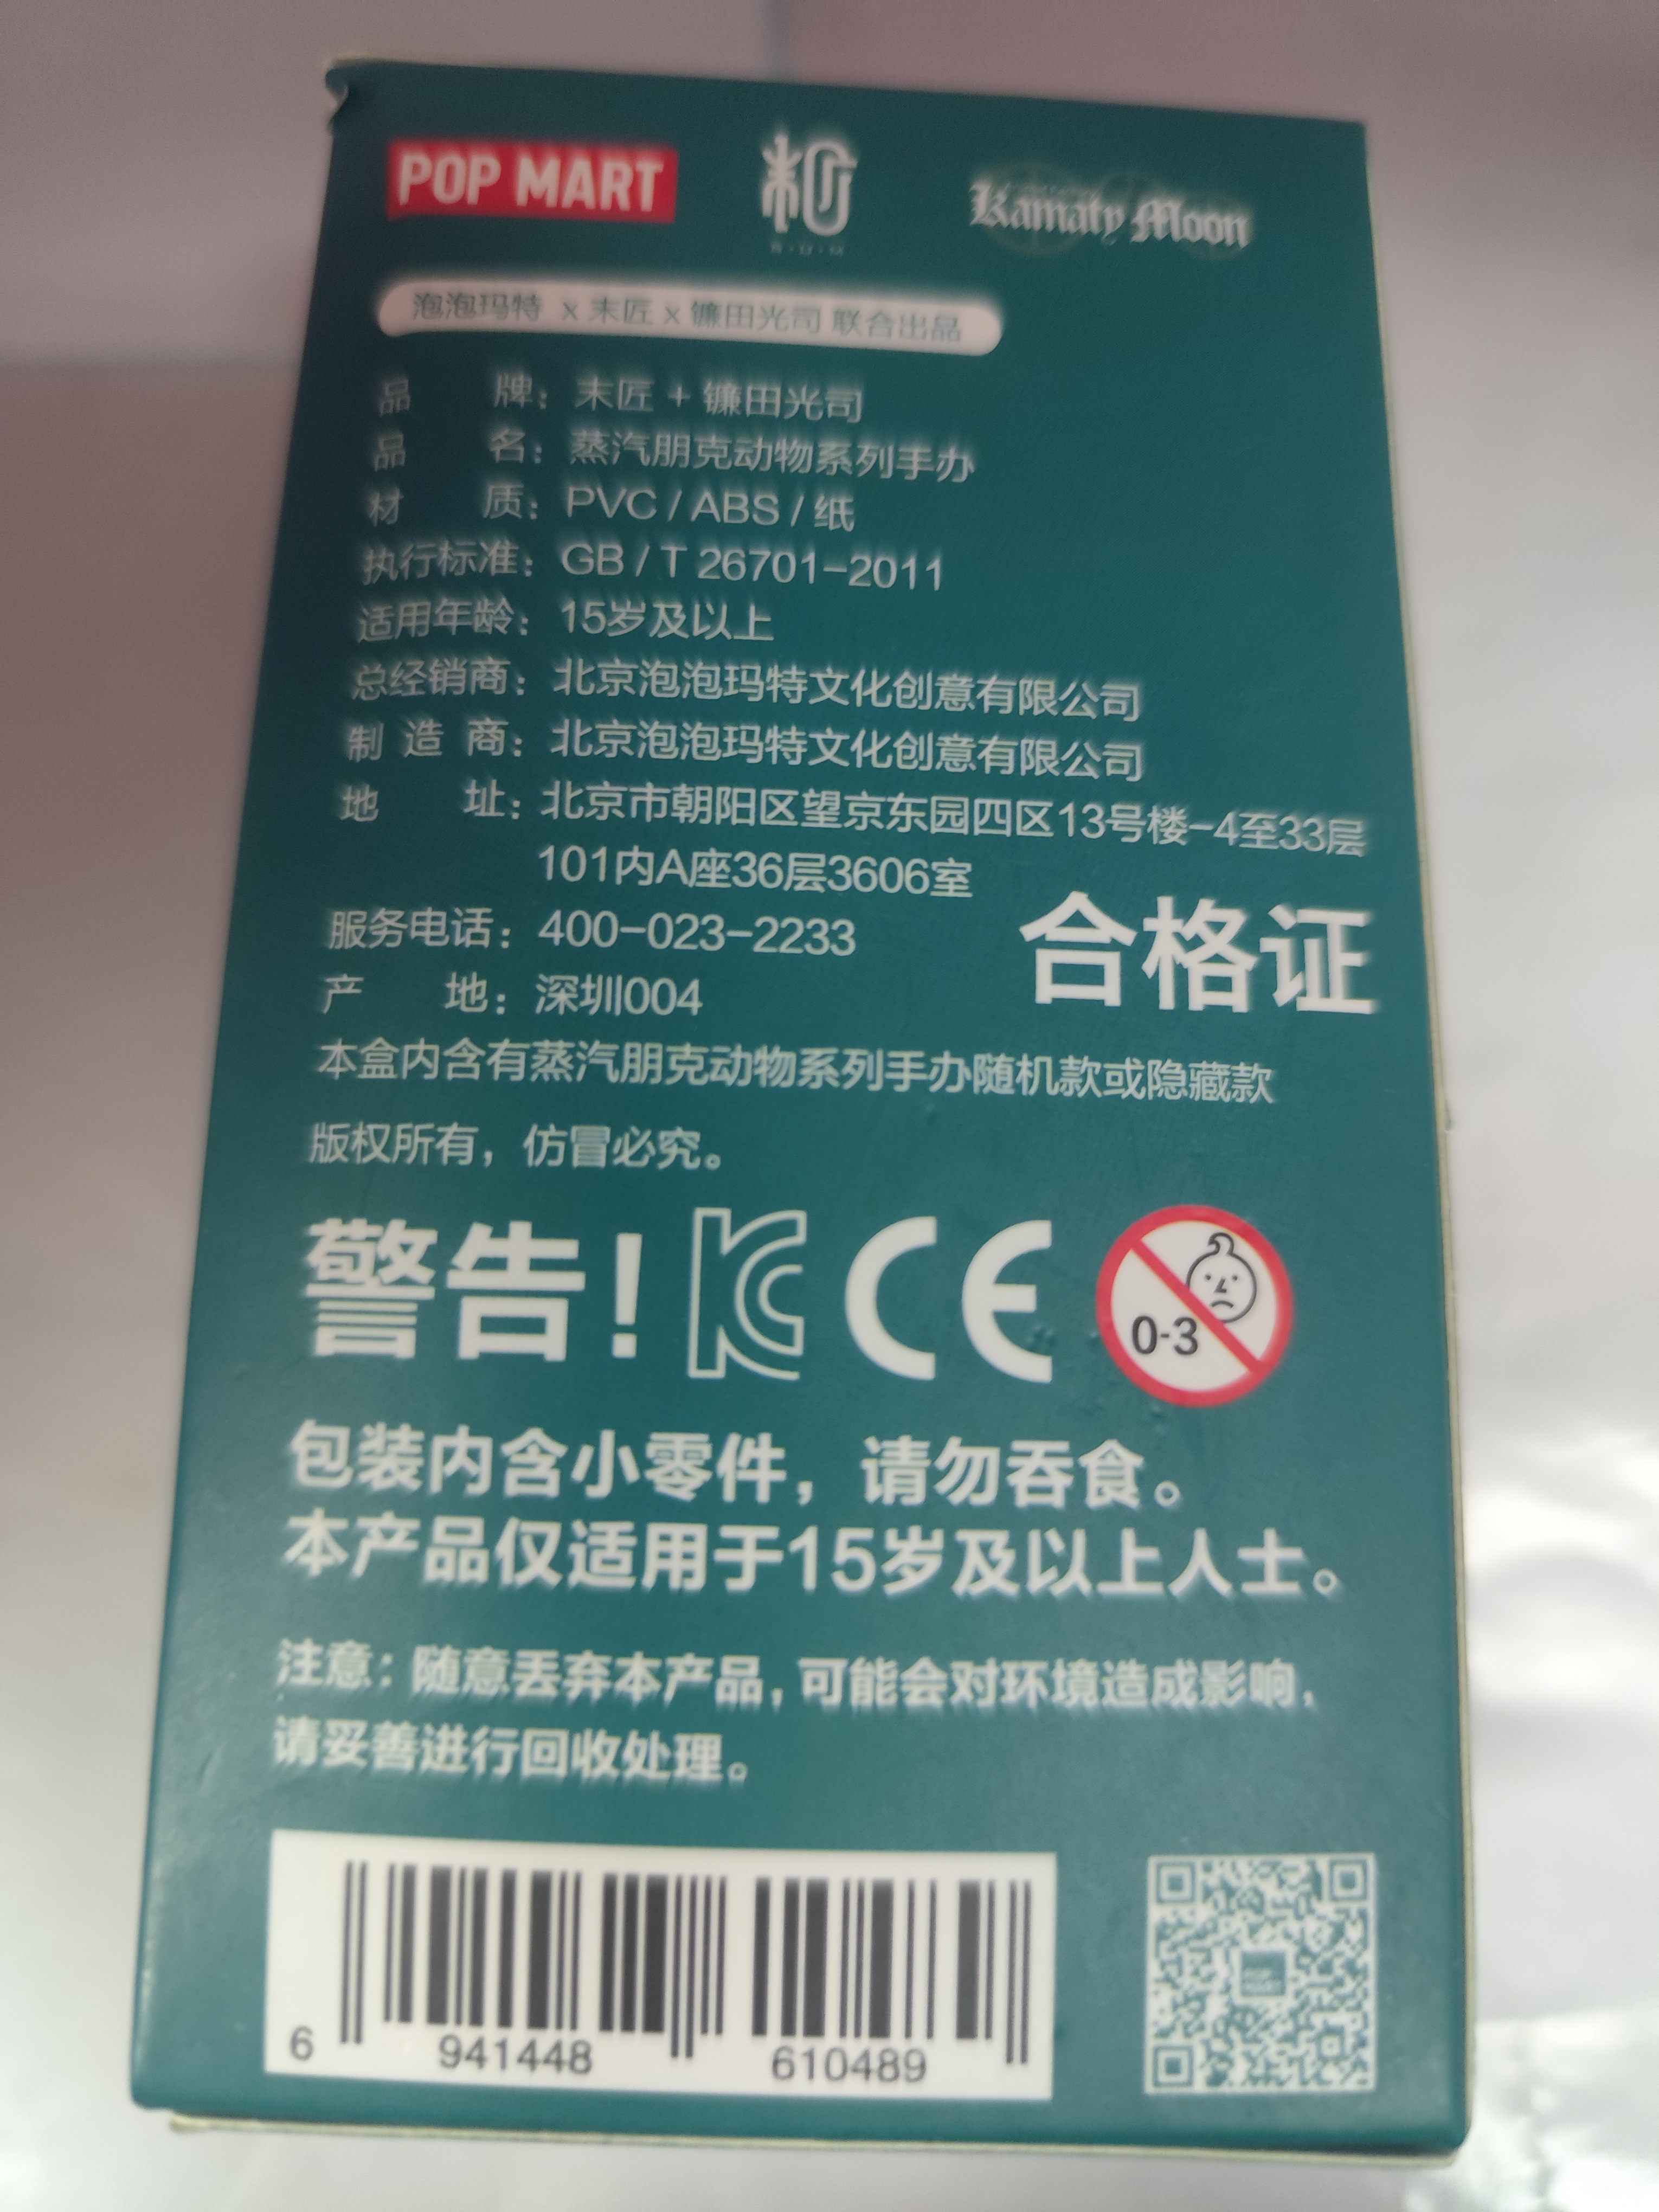 POP MART
Kamaty Moon
泡泡玛特 x 末匠 x 镰田光司 联合出品
品 牌：末匠 + 镰田光司
品 名：蒸汽朋克动物系列手办
材 质：PVC / ABS / 纸
执行标准：GB / T 26701-2011
适用年龄：15岁及以上
总经销商：北京泡泡玛特文化创意有限公司
制 造 商：北京泡泡玛特文化创意有限公司
地 址：北京市朝阳区望京东园四区13号楼-4至33层
101内A座36层3606室
服务电话：400-023-2233
合格证
产 地：深圳004
本盒内含有蒸汽朋克动物系列手办随机款或隐藏款
版权所有，仿冒必究。
警告！ KC CE 0-3
包装内含小零件，请勿吞食。
本产品仅适用于15岁及以上人士。
注意：随意丢弃本产品，可能会对环境造成影响，
请妥善进行回收处理。
6 941448 610489